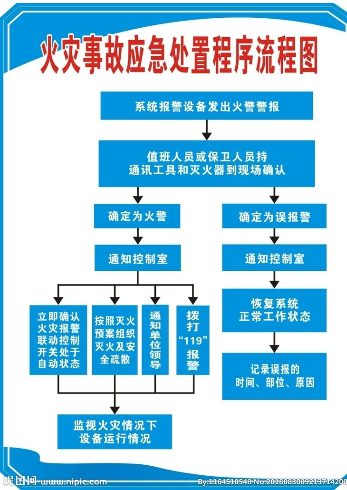 火灾事故应急处置程序流程图
系统报警设备发出火警警报
值班人员或保卫人员持
通讯工具和灭火器到现场确认
确定为火警
确定为误报警
通知控制室
通知控制室
立即确认
火灾报警
联动控制
开关处于
自动状态
按照灭火
预案组织
灭火及安
全疏散
通知单位领导
拨打“119”报警
恢复系统
正常工作状态
记录误报的
时间、部位、原因
监视火灾情况下
设备运行情况
昵图网 www.nipic.com